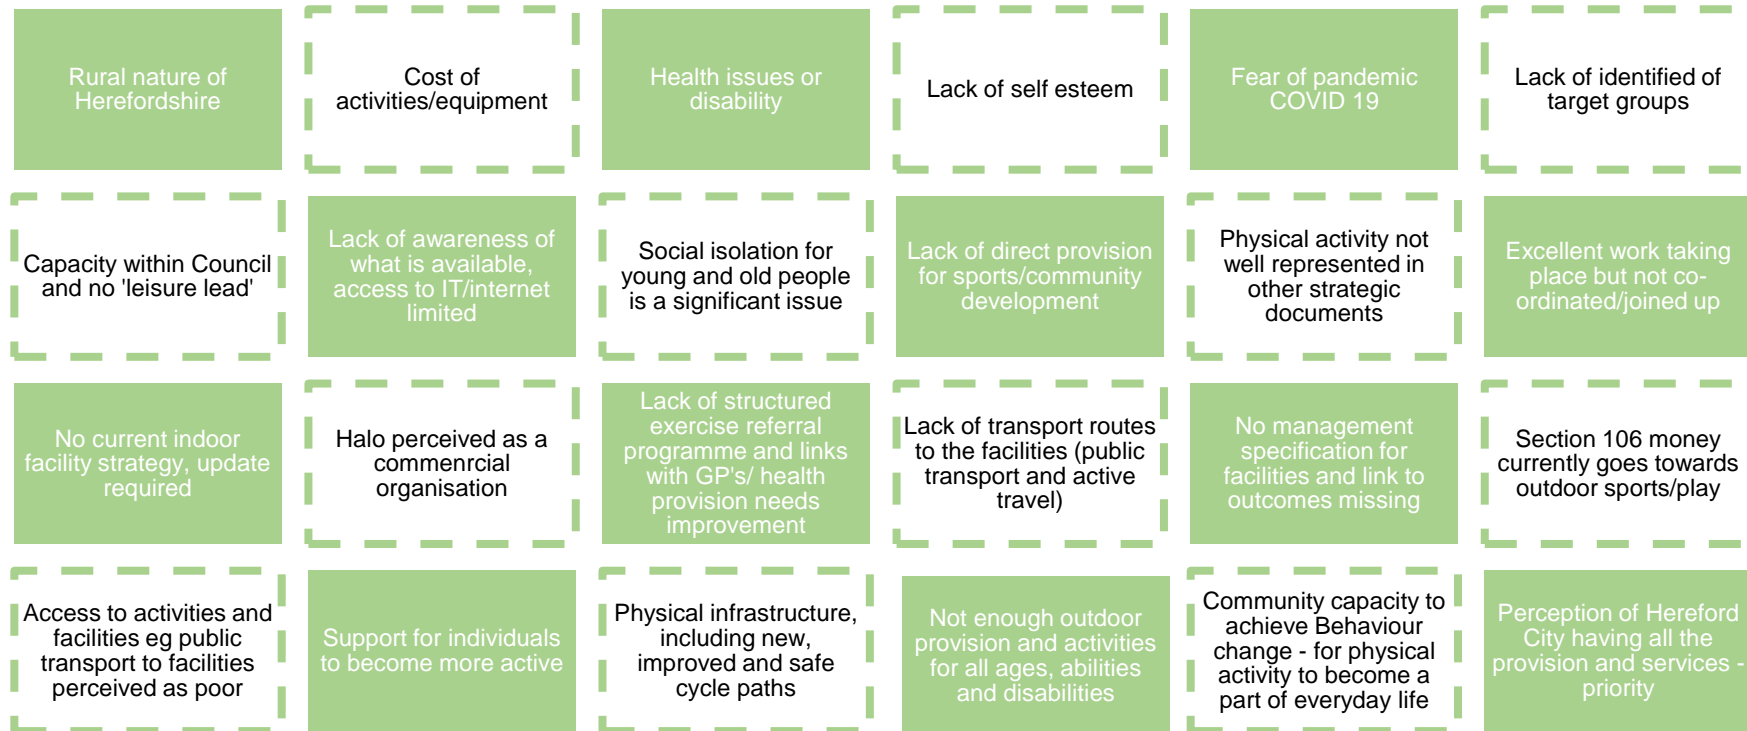 Rural nature of
Herefordshire
Cost of
activities/equipment
Health issues or
disability
Lack of self esteem
Fear of pandemic
COVID 19
Lack of identified of
target groups
Capacity within Council
and no 'leisure lead'
Lack of awareness of
what is available,
access to IT/internet
limited
Social isolation for
young and old people
is a significant issue
Lack of direct provision
for sports/community
development
Physical activity not
well represented in
other strategic
documents
Excellent work taking
place but not co-
ordinated/joined up
No current indoor
facility strategy, update
required
Halo perceived as a
commenrcial
organisation
Lack of structured
exercise referral
programme and links
with GP's/ health
provision needs
improvement
Lack of transport routes
to the facilities (public
transport and active
travel)
No management
specification for
facilities and link to
outcomes missing
Section 106 money
currently goes towards
outdoor sports/play
Access to activities and
facilities eg public
transport to facilities
perceived as poor
Support for individuals
to become more active
Physical infrastructure,
including new,
improved and safe
cycle paths
Not enough outdoor
provision and activities
for all ages, abilities
and disabilities
Community capacity to
achieve Behaviour
change - for physical
activity to become a
part of everyday life
Perception of Hereford
City having all the
provision and services -
priority